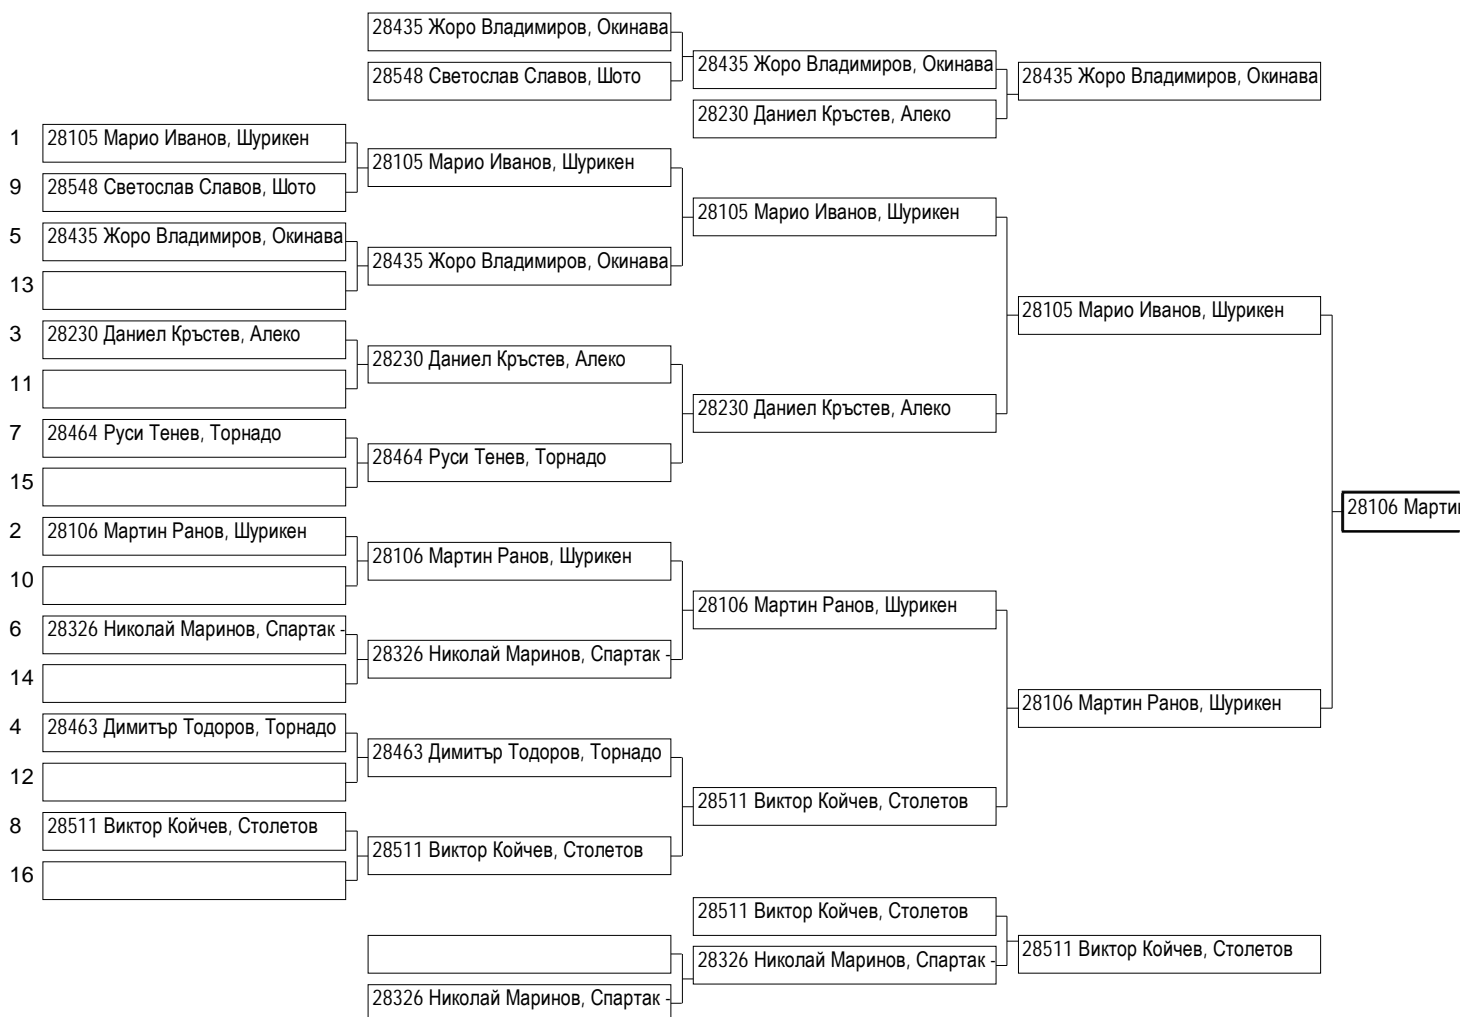 28435 Жоро Владимиров, Окинава
28548 Светослав Славов, Шото
28435 Жоро Владимиров, Окинава
28230 Даниел Кръстев, Алеко
28435 Жоро Владимиров, Окинава
1 28105 Марио Иванов, Шурикен
9 28548 Светослав Славов, Шото
5 28435 Жоро Владимиров, Окинава
13
3 28230 Даниел Кръстев, Алеко
11
7 28464 Руси Тенев, Торнадо
15
2 28106 Мартин Ранов, Шурикен
10
6 28326 Николай Маринов, Спартак -
14
4 28463 Димитър Тодоров, Торнадо
12
8 28511 Виктор Койчев, Столетов
16
28105 Марио Иванов, Шурикен
28435 Жоро Владимиров, Окинава
28230 Даниел Кръстев, Алеко
28464 Руси Тенев, Торнадо
28106 Мартин Ранов, Шурикен
28326 Николай Маринов, Спартак -
28463 Димитър Тодоров, Торнадо
28511 Виктор Койчев, Столетов
28105 Марио Иванов, Шурикен
28230 Даниел Кръстев, Алеко
28106 Мартин Ранов, Шурикен
28511 Виктор Койчев, Столетов
28105 Марио Иванов, Шурикен
28106 Мартин Ранов, Шурикен
28106 Мартин
28326 Николай Маринов, Спартак -
28511 Виктор Койчев, Столетов
28326 Николай Маринов, Спартак -
28511 Виктор Койчев, Столетов